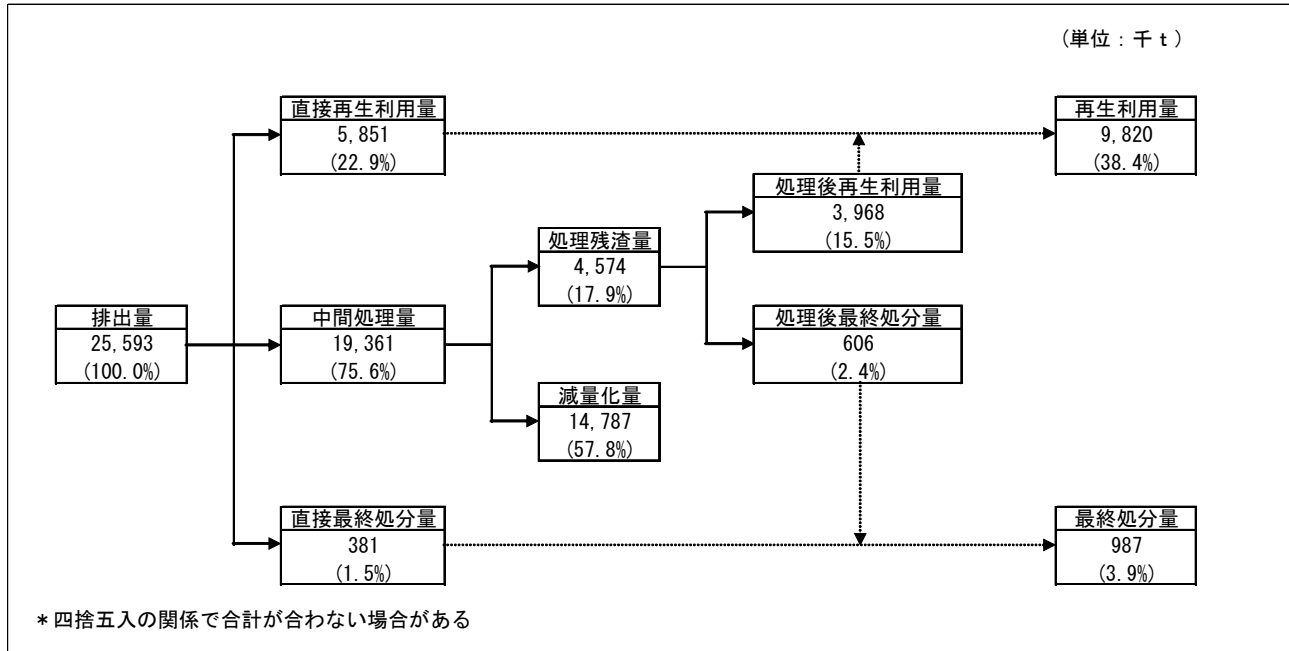 (単位:千t)
直接再生利用量
5,851
(22.9%)
再生利用量
9,820
(38.4%)
処理後再生利用量
3,968
(15.5%)
処理残渣量
4,574
(17.9%)
排出量
25,593
(100.0%)
中間処理量
19,361
(75.6%)
処理後最終処分量
606
(2.4%)
減量化量
14,787
(57.8%)
直接最終処分量
381
(1.5%)
最終処分量
987
(3.9%)
*四捨五入の関係で合計が合わない場合がある